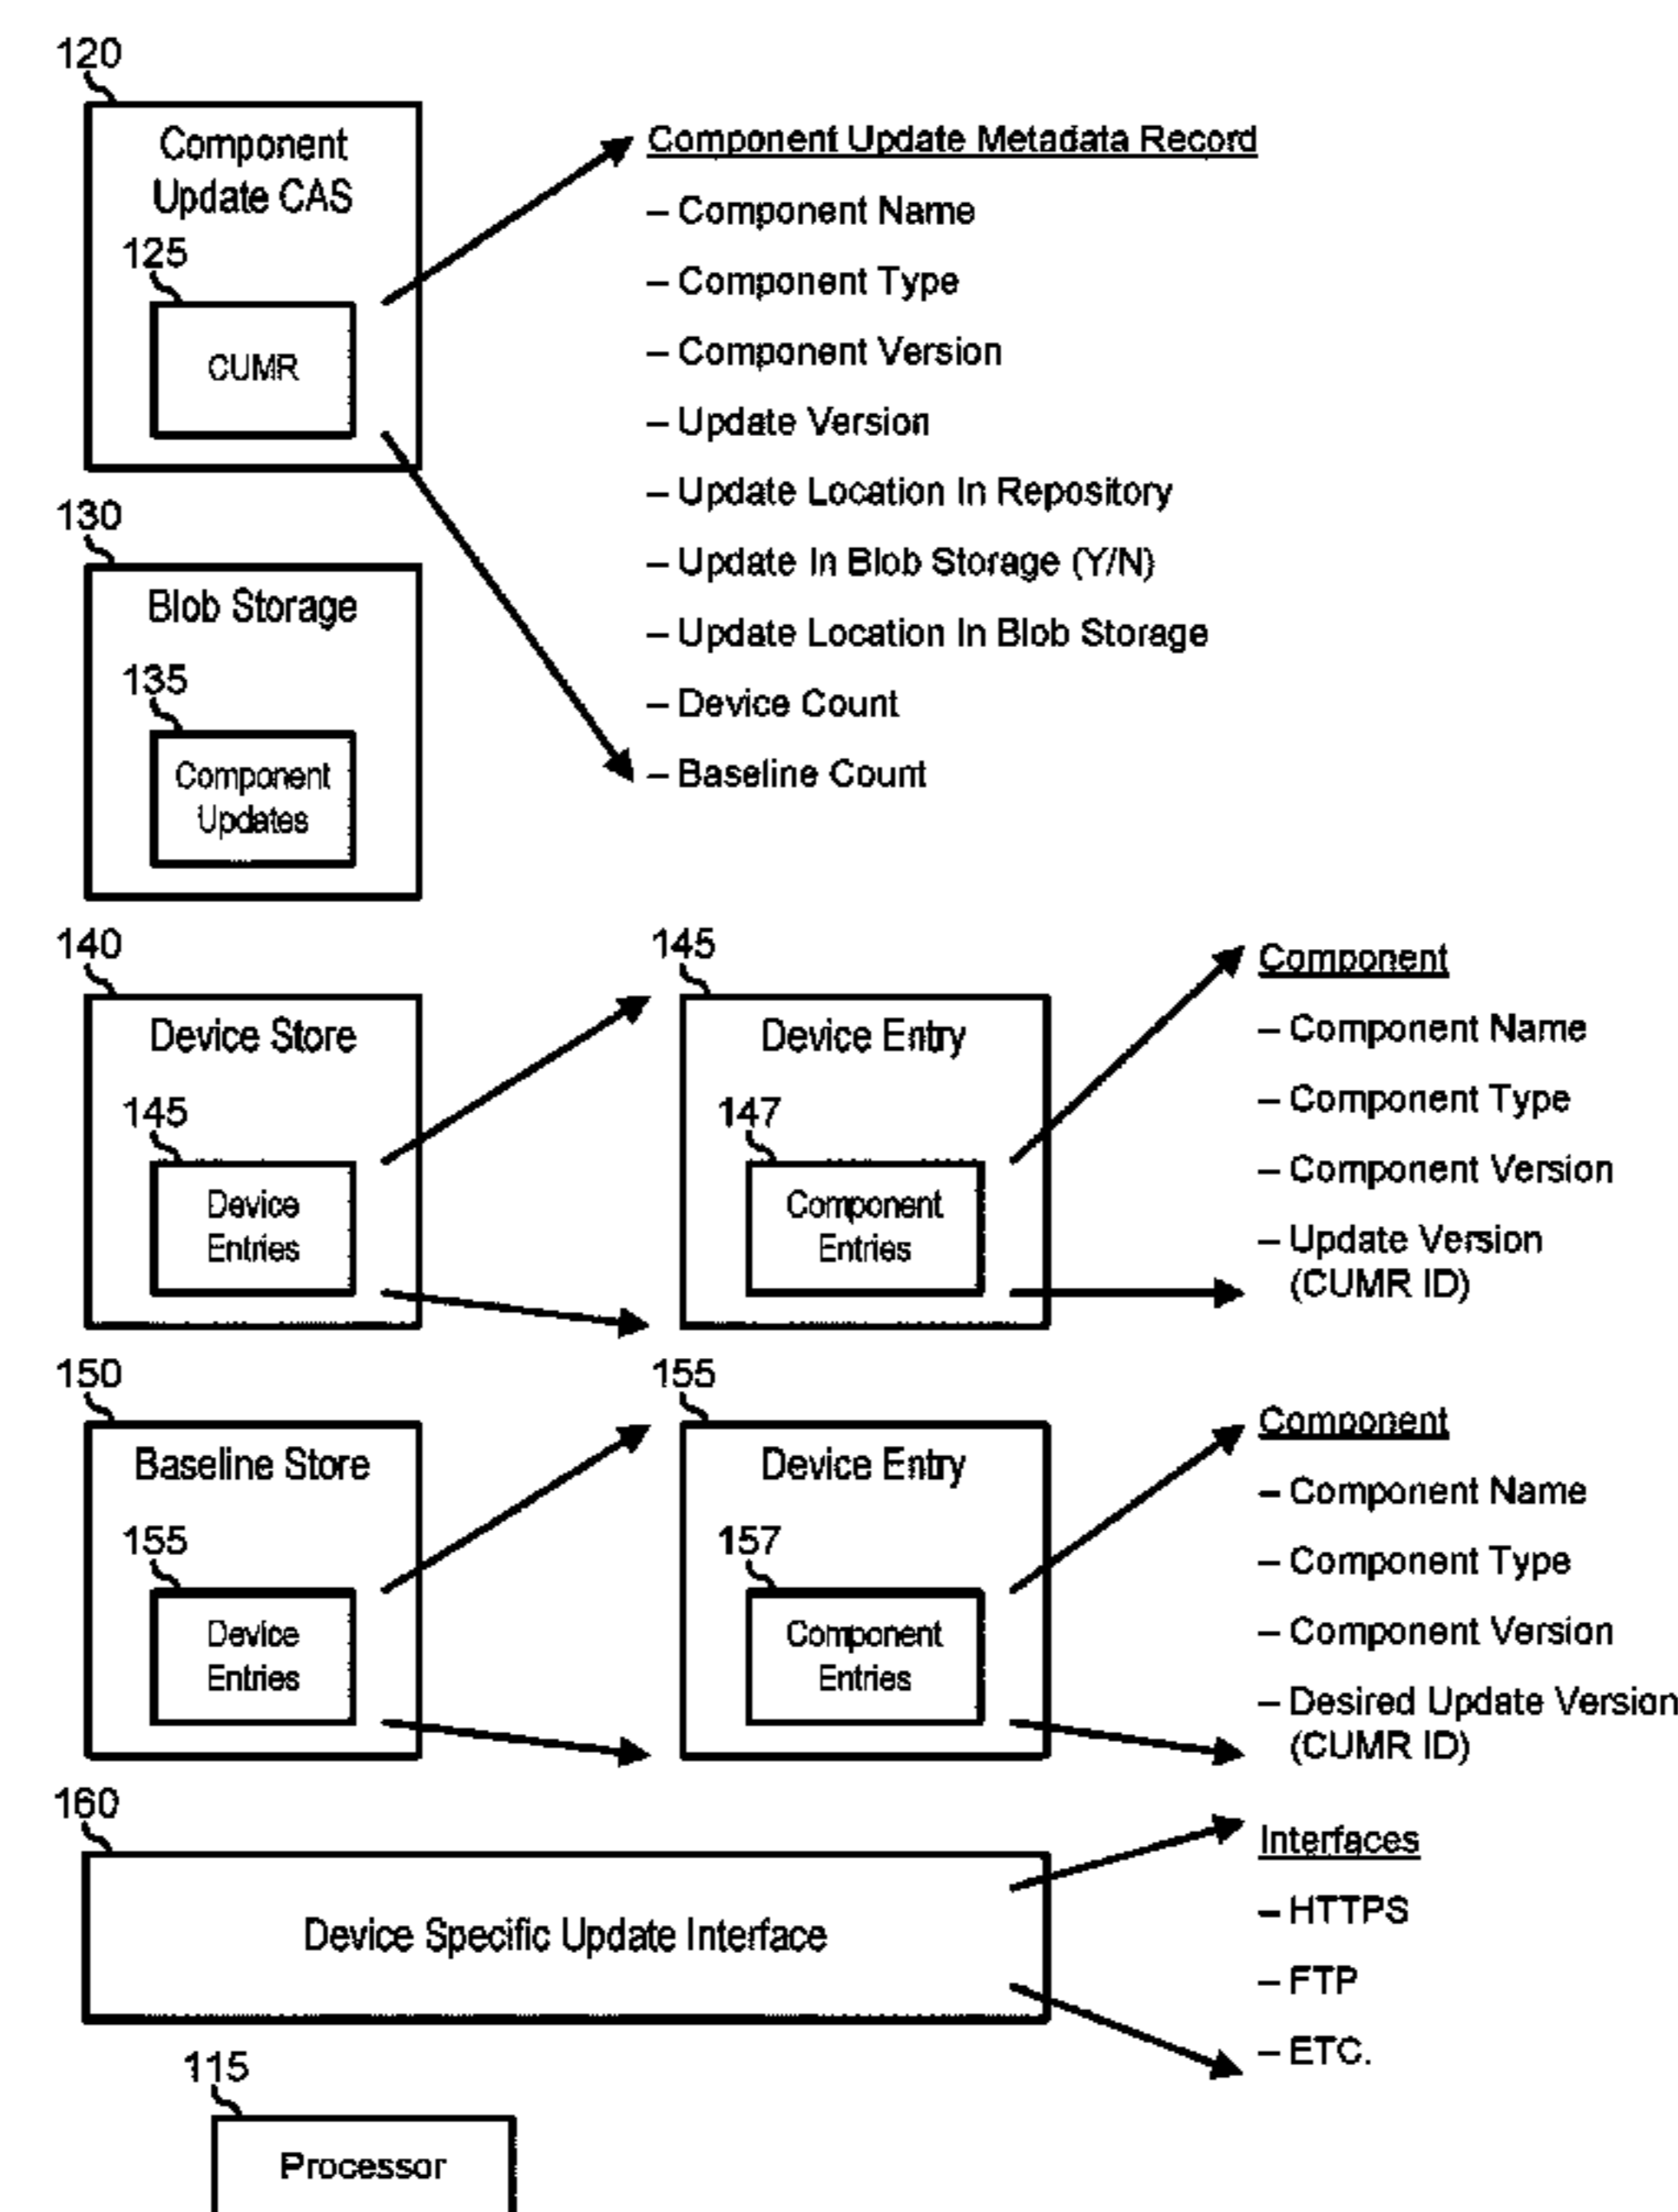 120
Component
Update CAS
125
CUMR
Component Update Metadata Record
– Component Name
– Component Type
– Component Version
– Update Version
– Update Location In Repository
– Update In Blob Storage (Y/N)
– Update Location In Blob Storage
– Device Count
– Baseline Count
130
Blob Storage
135
Component
Updates
140
Device Store
145
Device
Entries
145
Device Entry
147
Component
Entries
Component
– Component Name
– Component Type
– Component Version
– Update Version
(CUMR ID)
150
Baseline Store
155
Device
Entries
155
Device Entry
157
Component
Entries
Component
– Component Name
– Component Type
– Component Version
– Desired Update Version
(CUMR ID)
160
Device Specific Update Interface
Interfaces
– HTTPS
– FTP
– ETC.
115
Processor